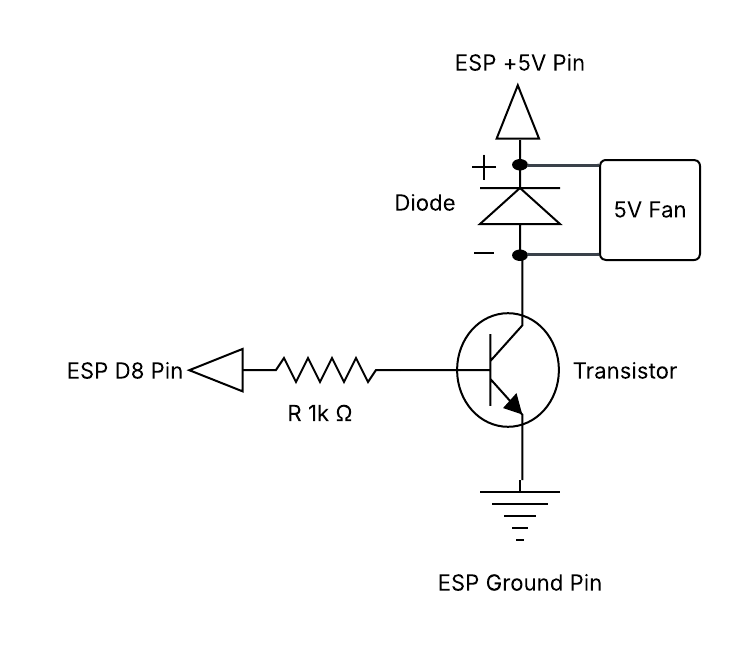 ESP +5V Pin
+
Diode
5V Fan
−
ESP D8 Pin
R 1k Ω
Transistor
ESP Ground Pin